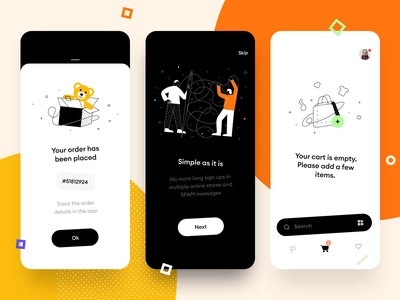 Your order has
been placed
#51812924
Track the order
details in the app
Ok
Skip
Simple as it is
No more long sign ups in
multiple online stores and
SPAM messages
Next
Your cart is empty.
Please add a few
items.
Search